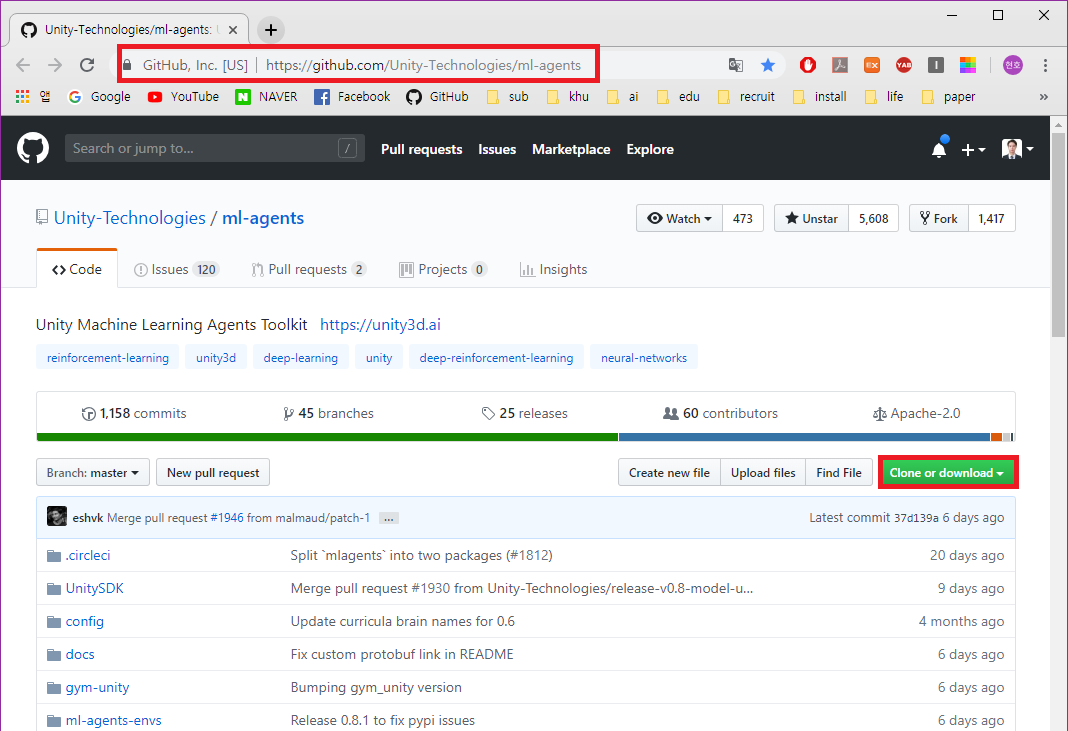 Unity-Technologies/ml-agents:
GitHub, Inc. [US] | https://github.com/Unity-Technologies/ml-agents
Google YouTube NAVER Facebook GitHub sub khu ai edu recruit install life paper »
Search or jump to... / Pull requests Issues Marketplace Explore
Unity-Technologies / ml-agents Watch 473 Unstar 5,608 Fork 1,417
<> Code Issues 120 Pull requests 2 Projects 0 Insights
Unity Machine Learning Agents Toolkit https://unity3d.ai
reinforcement-learning unity3d deep-learning unity deep-reinforcement-learning neural-networks
1,158 commits 45 branches 25 releases 60 contributors Apache-2.0
Branch: master New pull request Create new file Upload files Find File Clone or download
eshvk Merge pull request #1946 from malmaud/patch-1 ... Latest commit 37d139a 6 days ago
.circleci Split `mlagents` into two packages (#1812) 20 days ago
UnitySDK Merge pull request #1930 from Unity-Technologies/release-v0.8-model-u... 9 days ago
config Update curricula brain names for 0.6 4 months ago
docs Fix custom protobuf link in README 6 days ago
gym-unity Bumping gym_unity version 6 days ago
ml-agents-envs Release 0.8.1 to fix pypi issues 6 days ago